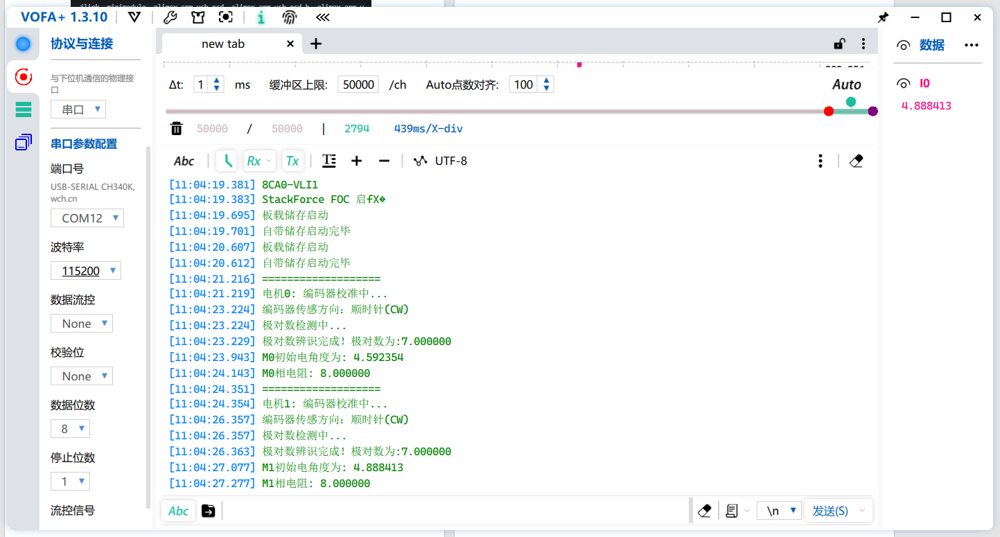 VOFA+ 1.3.10
协议与连接
与下位机通信的物理接口
串口
串口参数配置
端口号
USB-SERIAL CH340K,
wch.cn
COM12
波特率
115200
数据流控
None
校验位
None
数据位数
8
停止位数
1
流控信号
new tab
Δt: 1 ms 缓冲区上限: 50000 /ch Auto点数对齐: 100 Auto
50000 / 50000 | 2794 439ms/X-div
Abc Rx Tx UTF-8
[11:04:19.381] 8CA0-VLI1
[11:04:19.383] StackForce FOC 启fX�
[11:04:19.695] 板载储存启动
[11:04:19.701] 自带储存启动完毕
[11:04:20.607] 板载储存启动
[11:04:20.612] 自带储存启动完毕
[11:04:21.216] ===================
[11:04:21.219] 电机0: 编码器校准中...
[11:04:23.224] 编码器传感方向: 顺时针(CW)
[11:04:23.224] 极对数检测中...
[11:04:23.229] 极对数辨识完成! 极对数为:7.000000
[11:04:23.943] M0初始电角度为: 4.592354
[11:04:24.143] M0相电阻: 8.000000
[11:04:24.351] ===================
[11:04:24.354] 电机1: 编码器校准中...
[11:04:26.357] 编码器传感方向: 顺时针(CW)
[11:04:26.357] 极对数检测中...
[11:04:26.363] 极对数辨识完成! 极对数为:7.000000
[11:04:27.077] M1初始电角度为: 4.888413
[11:04:27.277] M1相电阻: 8.000000
Abc \n 发送(S)
数据
I0
4.888413